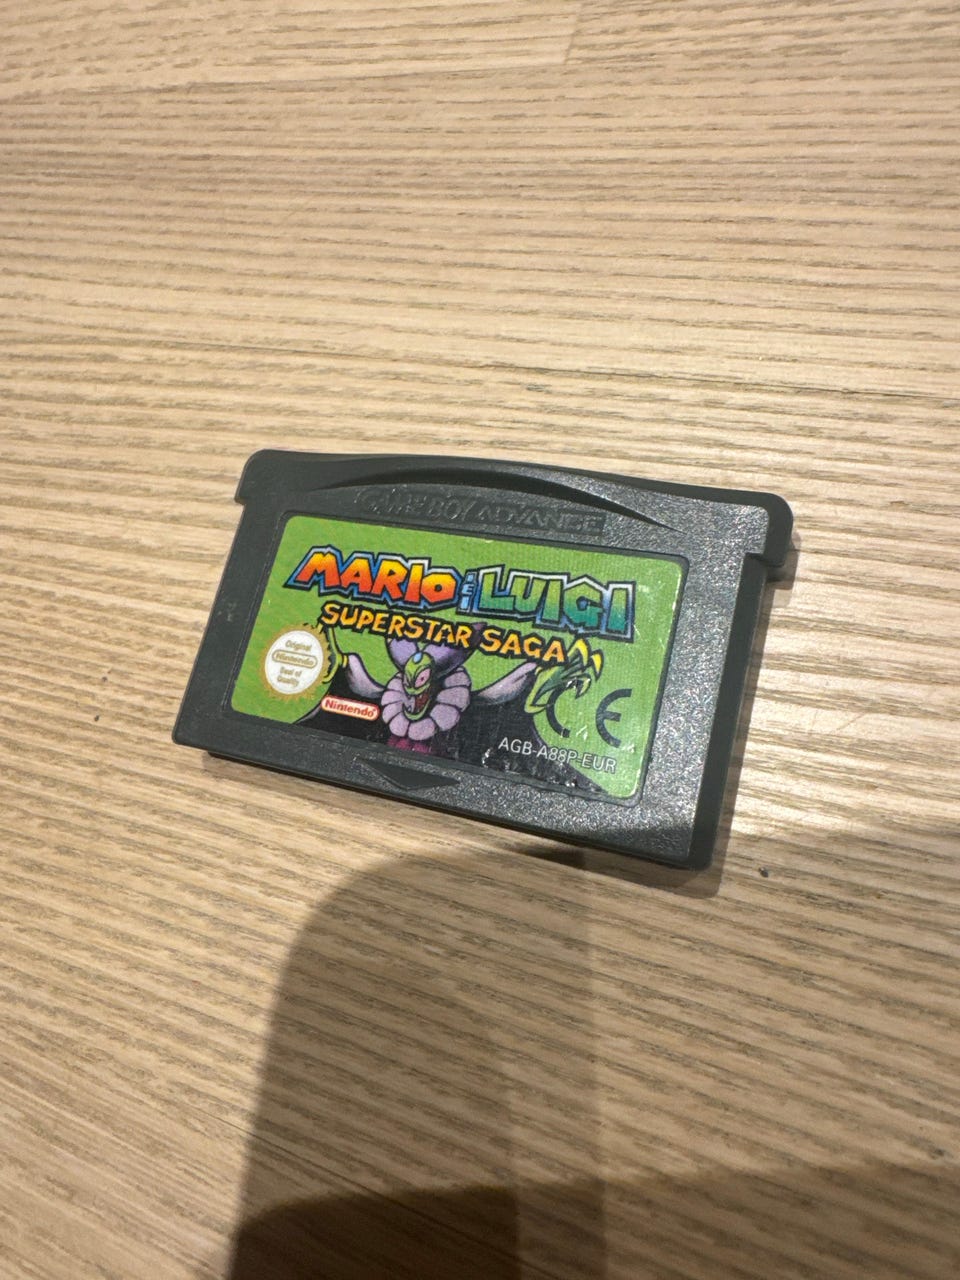 GAME BOY ADVANCE
MARIO & LUIGI
SUPERSTAR SAGA
Original
Nintendo
Seal of
Quality
Nintendo
CE
AGB-A88P-EUR